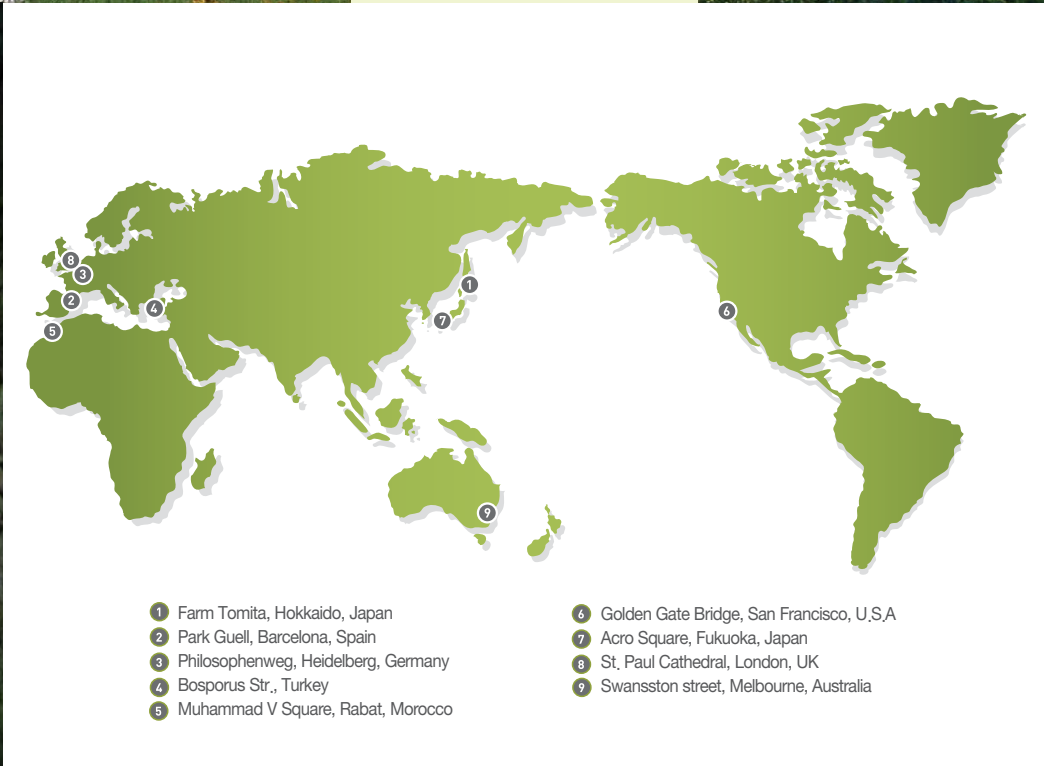 8
3
2
4
5
1
7
6
9
1 Farm Tomita, Hokkaido, Japan
2 Park Guell, Barcelona, Spain
3 Philosophenweg, Heidelberg, Germany
4 Bosporus Str., Turkey
5 Muhammad V Square, Rabat, Morocco
6 Golden Gate Bridge, San Francisco, U.S.A
7 Acro Square, Fukuoka, Japan
8 St. Paul Cathedral, London, UK
9 Swansston street, Melbourne, Australia